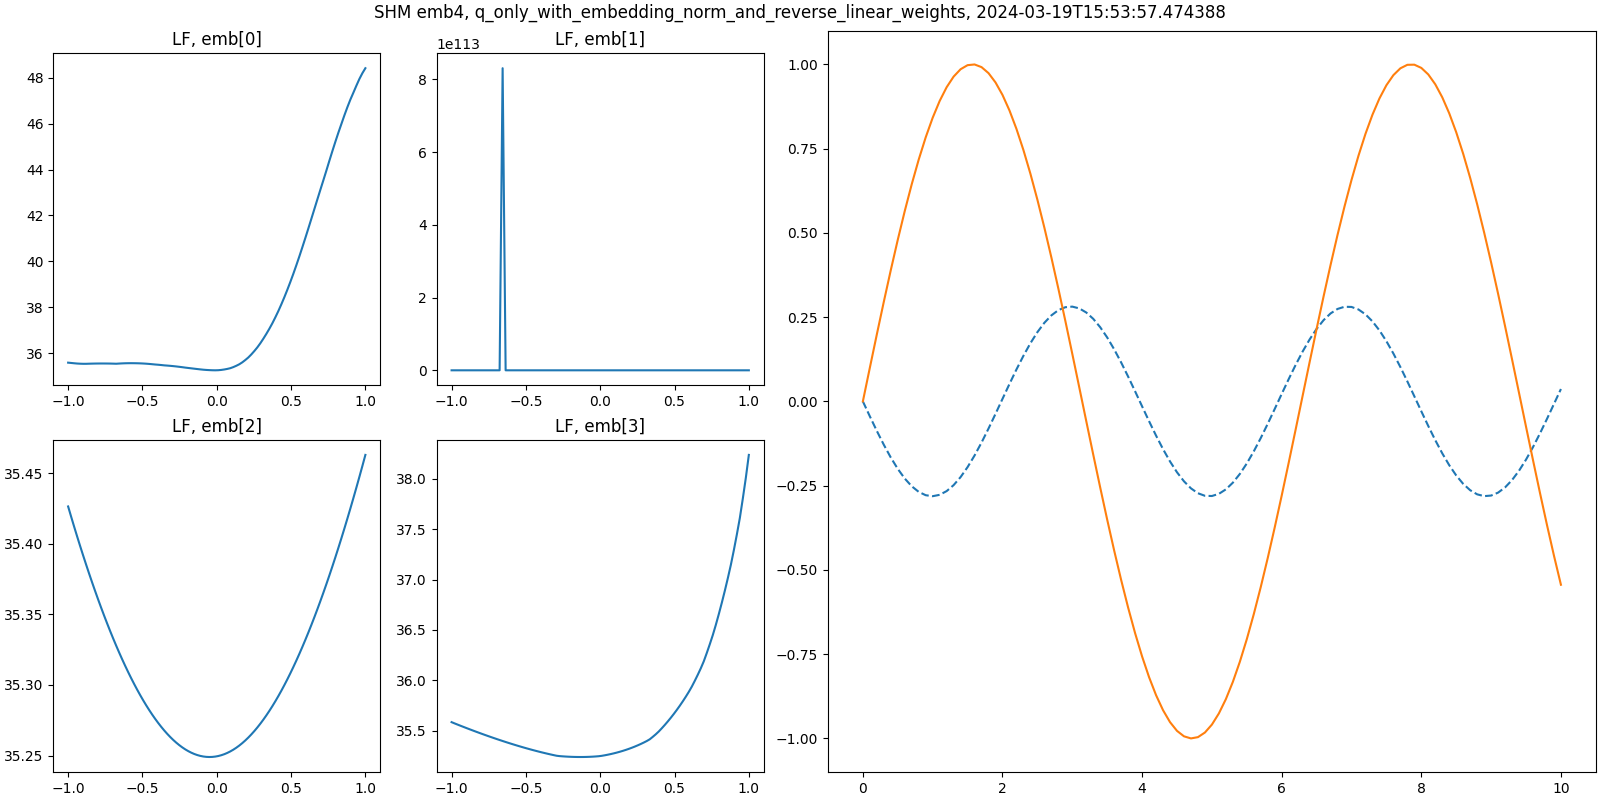 SHM emb4, q_only_with_embedding_norm_and_reverse_linear_weights, 2024-03-19T15:53:57.474388
LF, emb[0]
48
46
44
42
40
38
36
−1.0 −0.5 0.0 0.5 1.0
LF, emb[1]
1e113
8
6
4
2
0
−1.0 −0.5 0.0 0.5 1.0
LF, emb[2]
35.45
35.40
35.35
35.30
35.25
−1.0 −0.5 0.0 0.5 1.0
LF, emb[3]
38.0
37.5
37.0
36.5
36.0
35.5
−1.0 −0.5 0.0 0.5 1.0
1.00
0.75
0.50
0.25
0.00
−0.25
−0.50
−0.75
−1.00
0 2 4 6 8 10